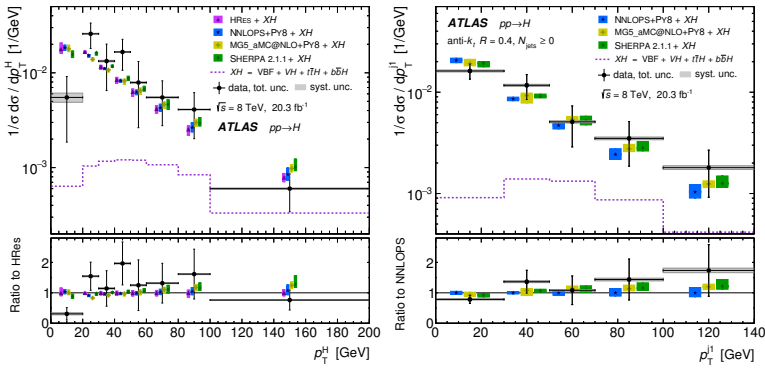 1/σ dσ / dp_T^H [1/GeV]
10⁻²
10⁻³
HRES + XH
NNLOPS+PY8 + XH
MG5_aMC@NLO+PY8 + XH
SHERPA 2.1.1 + XH
XH = VBF + VH + tt̄H + bb̄H
data, tot. unc. syst. unc.
√s = 8 TeV, 20.3 fb⁻¹
ATLAS pp→H
Ratio to HRes
2
1
0 20 40 60 80 100 120 140 160 180 200
p_T^H [GeV]
1/σ dσ / dp_T^j1 [1/GeV]
10⁻¹
10⁻²
10⁻³
ATLAS pp→H
anti-k_t R = 0.4, N_jets ≥ 0
NNLOPS+PY8 + XH
MG5_aMC@NLO+PY8 + XH
SHERPA 2.1.1 + XH
XH = VBF + VH + tt̄H + bb̄H
data, tot. unc. syst. unc.
√s = 8 TeV, 20.3 fb⁻¹
Ratio to NNLOPS
2
1
0 20 40 60 80 100 120 140
p_T^j1 [GeV]